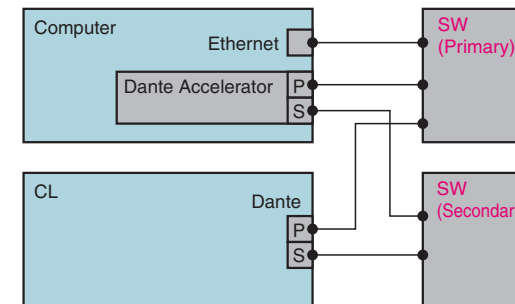 Computer
Ethernet
Dante Accelerator
P
S
SW
(Primary)
CL
Dante
P
S
SW
(Secondar